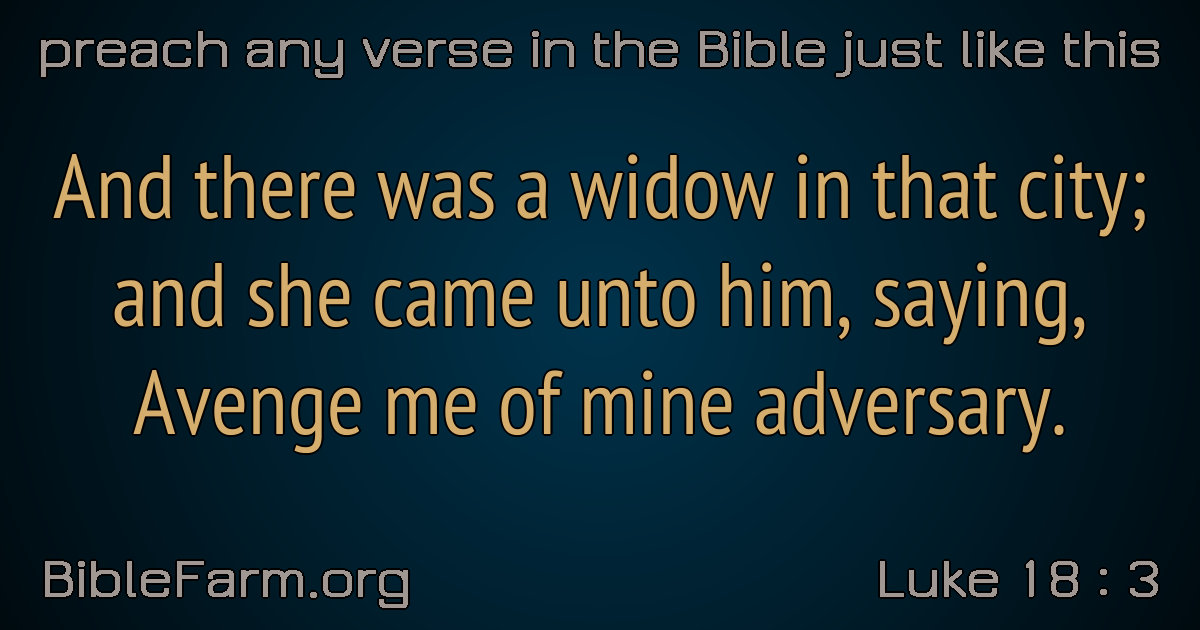 preach any verse in the Bible just like this
And there was a widow in that city;
and she came unto him, saying,
Avenge me of mine adversary.
BibleFarm.org
Luke 18 : 3